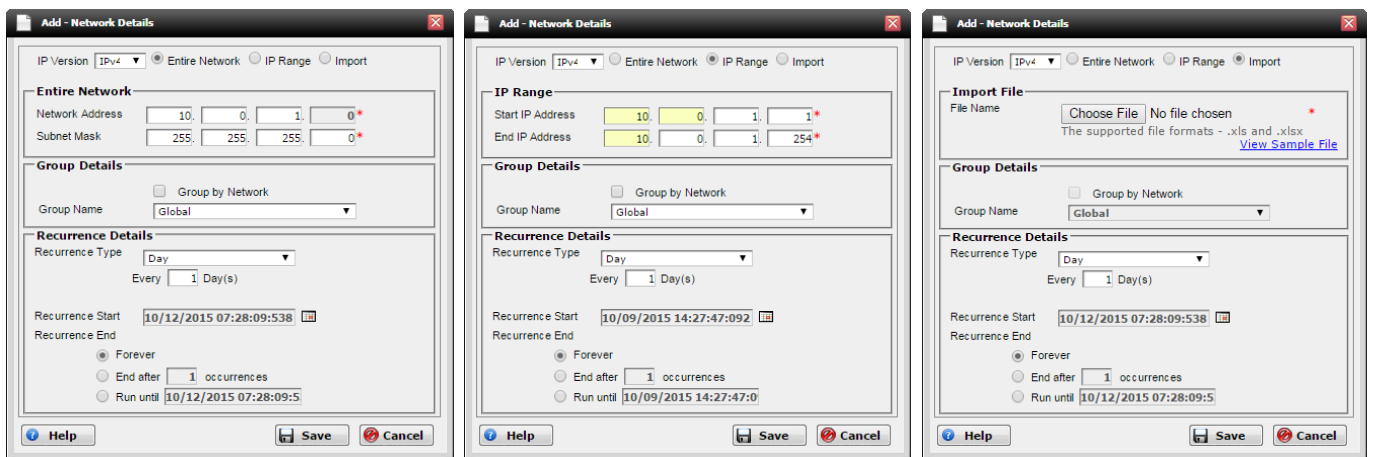 Add - Network Details
IP Version IPv4 Entire Network IP Range Import
Entire Network
Network Address 10. 0. 1. 0*
Subnet Mask 255. 255. 255. 0*
Group Details
Group by Network
Group Name Global
Recurrence Details
Recurrence Type Day
Every 1 Day(s)
Recurrence Start 10/12/2015 07:28:09:538
Recurrence End
Forever
End after 1 occurrences
Run until 10/12/2015 07:28:09:5
Help Save Cancel
Add - Network Details
IP Version IPv4 Entire Network IP Range Import
IP Range
Start IP Address 10. 0. 1. 1*
End IP Address 10. 0. 1. 254*
Group Details
Group by Network
Group Name Global
Recurrence Details
Recurrence Type Day
Every 1 Day(s)
Recurrence Start 10/09/2015 14:27:47:092
Recurrence End
Forever
End after 1 occurrences
Run until 10/09/2015 14:27:47:0
Help Save Cancel
Add - Network Details
IP Version IPv4 Entire Network IP Range Import
Import File
File Name Choose File No file chosen *
The supported file formats - .xls and .xlsx
View Sample File
Group Details
Group by Network
Group Name Global
Recurrence Details
Recurrence Type Day
Every 1 Day(s)
Recurrence Start 10/12/2015 07:28:09:538
Recurrence End
Forever
End after 1 occurrences
Run until 10/12/2015 07:28:09:5
Help Save Cancel